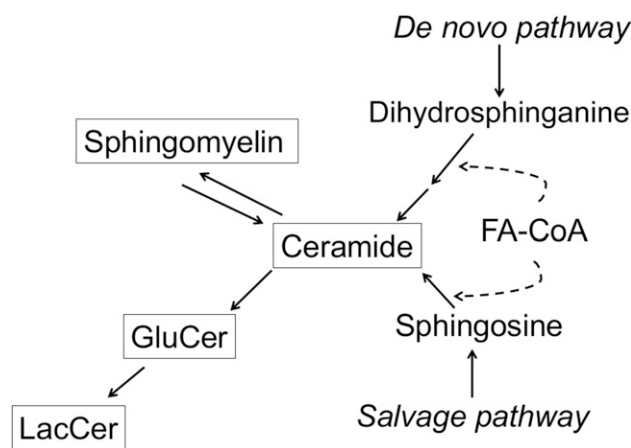 De novo pathway
Dihydrosphinganine
Sphingomyelin
FA-CoA
Ceramide
Sphingosine
GluCer
Salvage pathway
LacCer